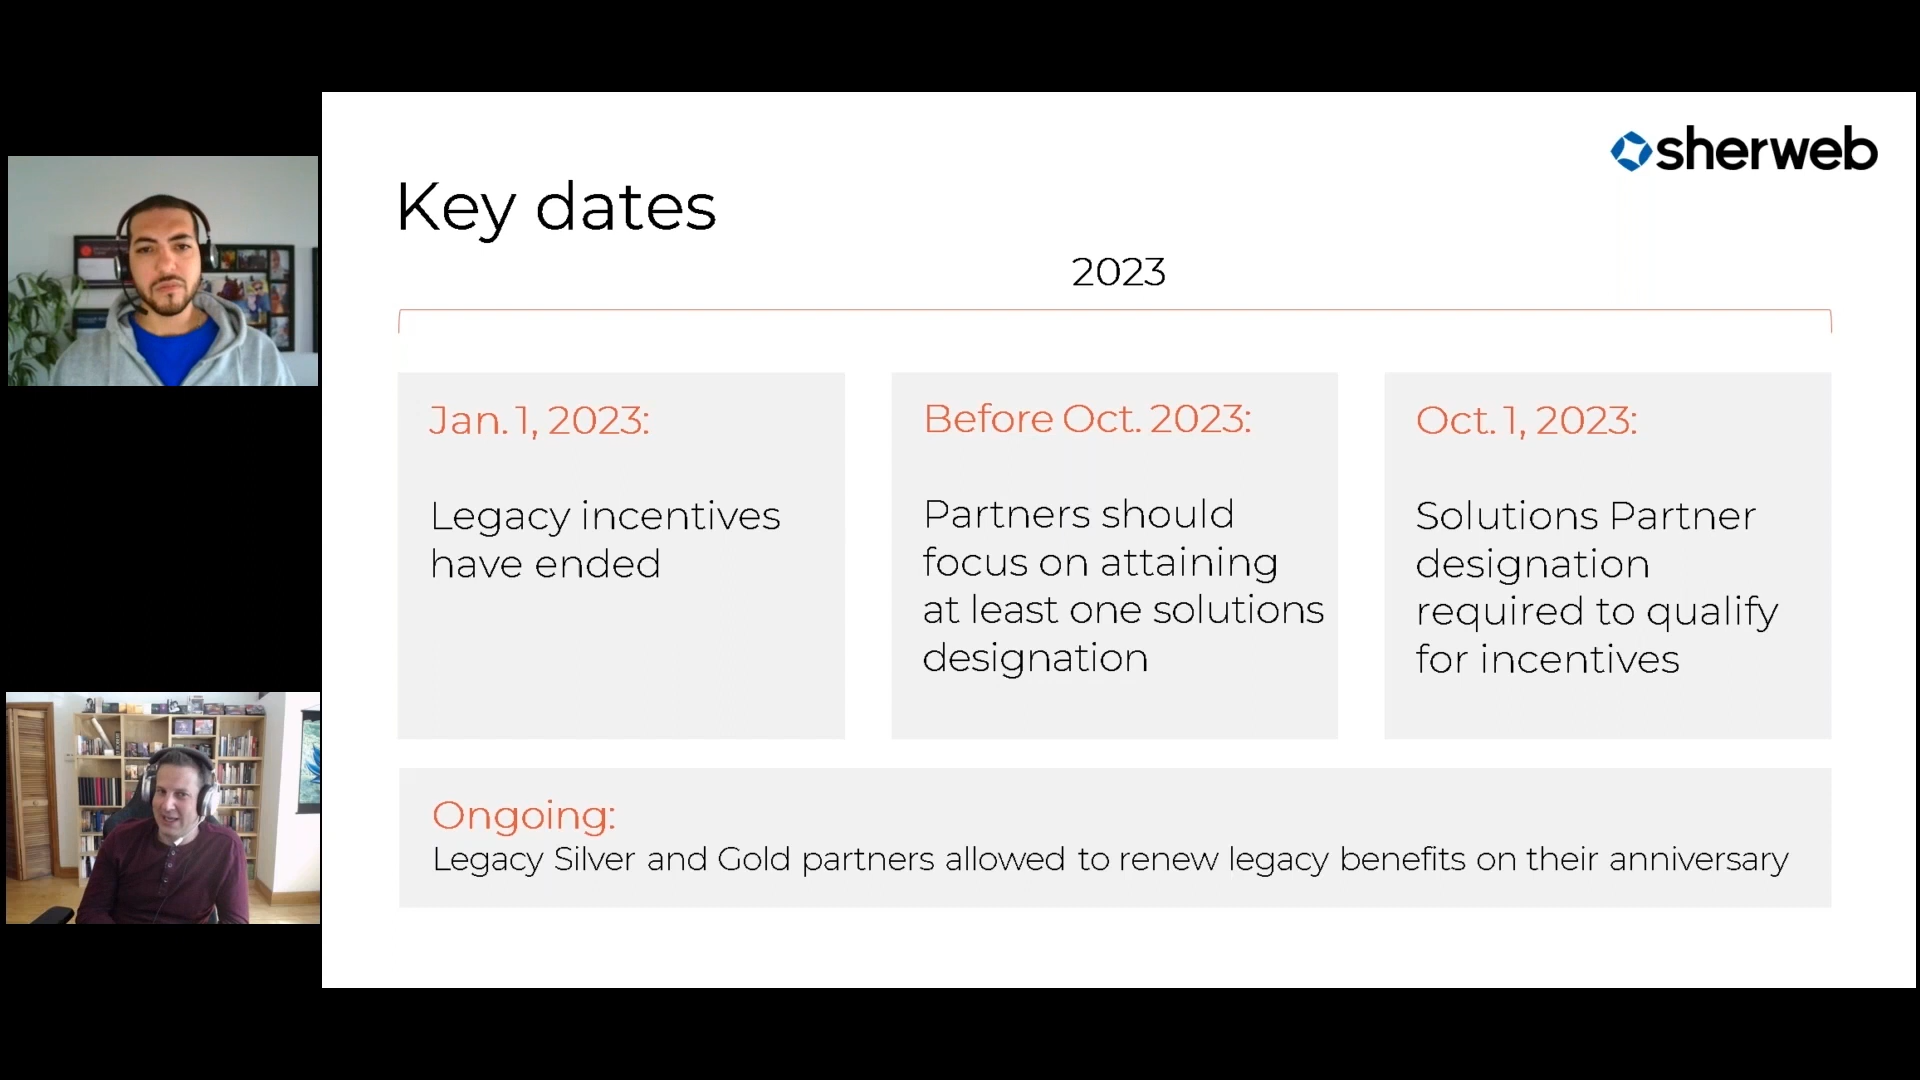 sherweb
Key dates
2023
Jan. 1, 2023:
Legacy incentives
have ended
Before Oct. 2023:
Partners should
focus on attaining
at least one solutions
designation
Oct. 1, 2023:
Solutions Partner
designation
required to qualify
for incentives
Ongoing:
Legacy Silver and Gold partners allowed to renew legacy benefits on their anniversary